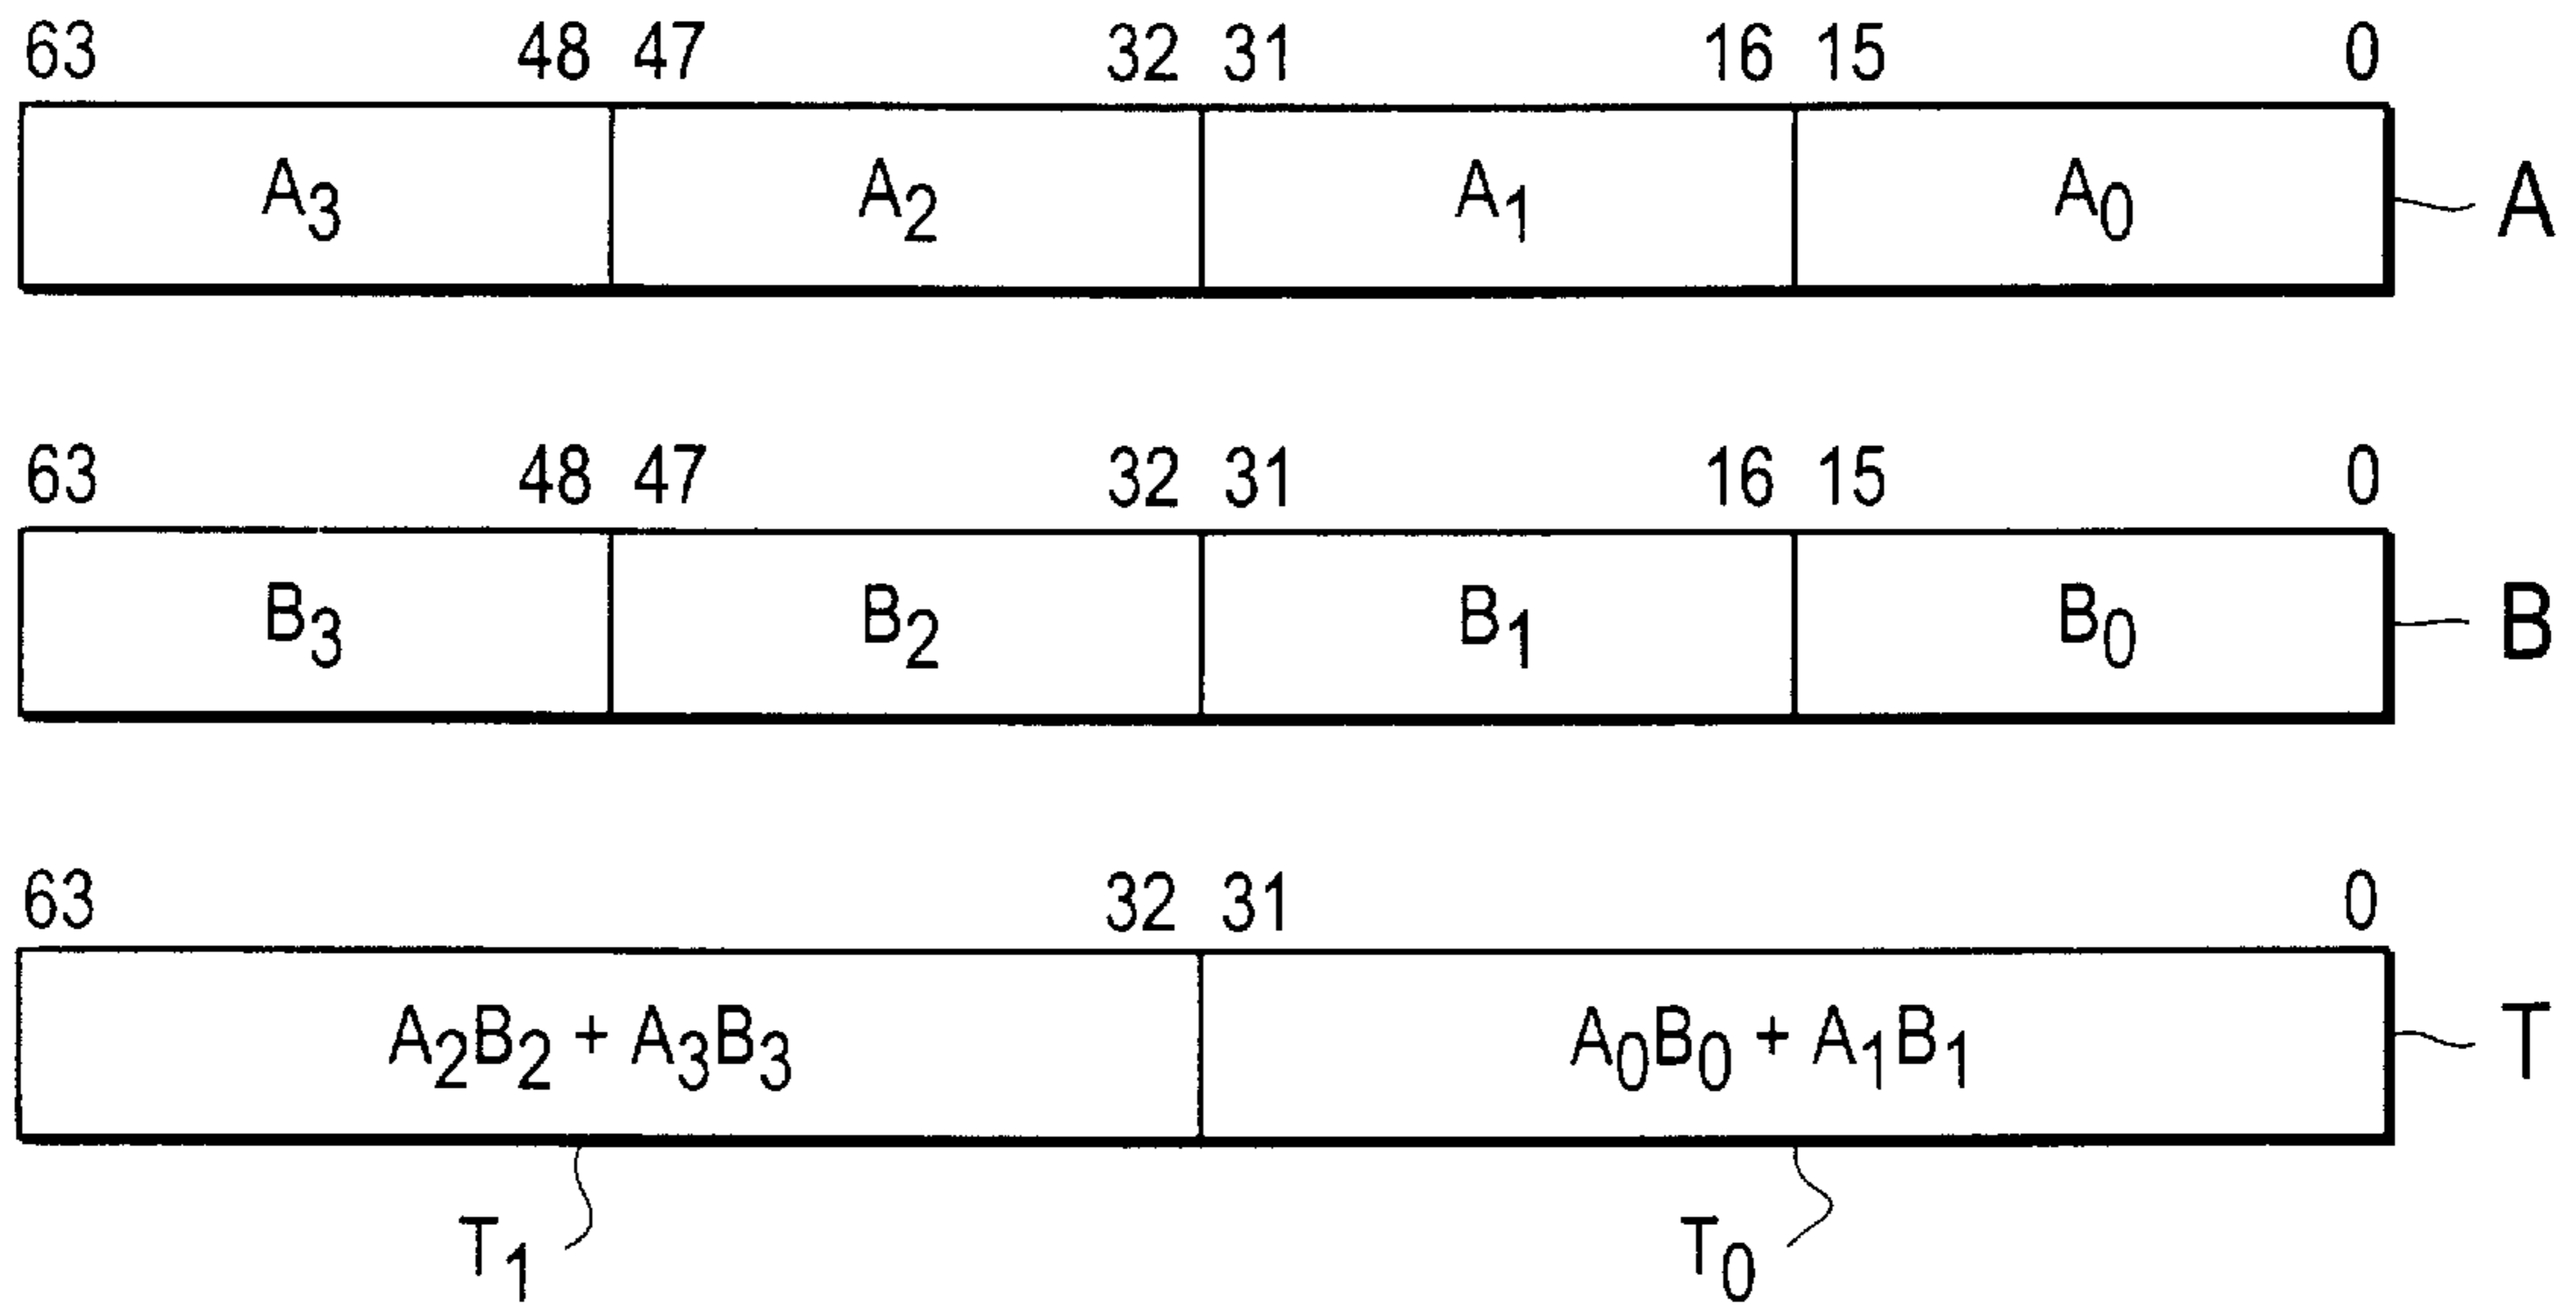 63 48 47 32 31 16 15 0
A3 A2 A1 A0 A
63 48 47 32 31 16 15 0
B3 B2 B1 B0 B
63 32 31 0
A2B2 + A3B3 A0B0 + A1B1 T
T1 T0